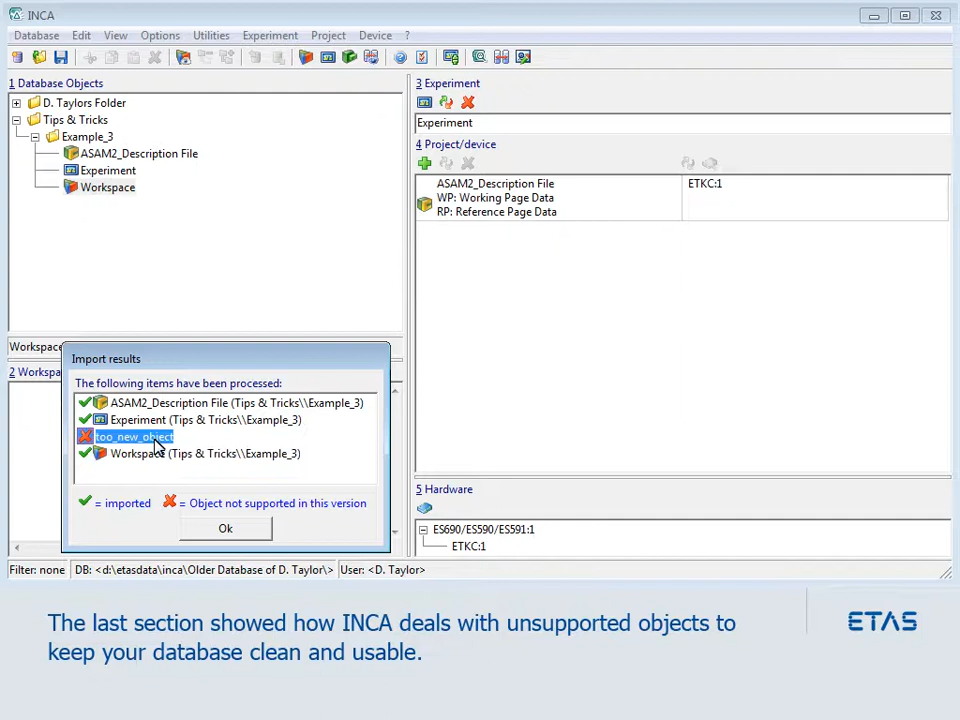 INCA
Database Edit View Options Utilities Experiment Project Device ?
1 Database Objects
D. Taylors Folder
Tips & Tricks
Example_3
ASAM2_Description File
Experiment
Workspace
3 Experiment
Experiment
4 Project/device
ASAM2_Description File ETKC:1
WP: Working Page Data
RP: Reference Page Data
Workspace
2 Workspa
Import results
The following items have been processed:
ASAM2_Description File (Tips & Tricks\\Example_3)
Experiment (Tips & Tricks\\Example_3)
too_new_object
Workspace (Tips & Tricks\\Example_3)
= imported = Object not supported in this version
Ok
5 Hardware
ES690/ES590/ES591:1
ETKC:1
Filter: none DB: <d:\etasdata\inca\Older Database of D. Taylor\> User: <D. Taylor>
The last section showed how INCA deals with unsupported objects to
keep your database clean and usable.
ETAS